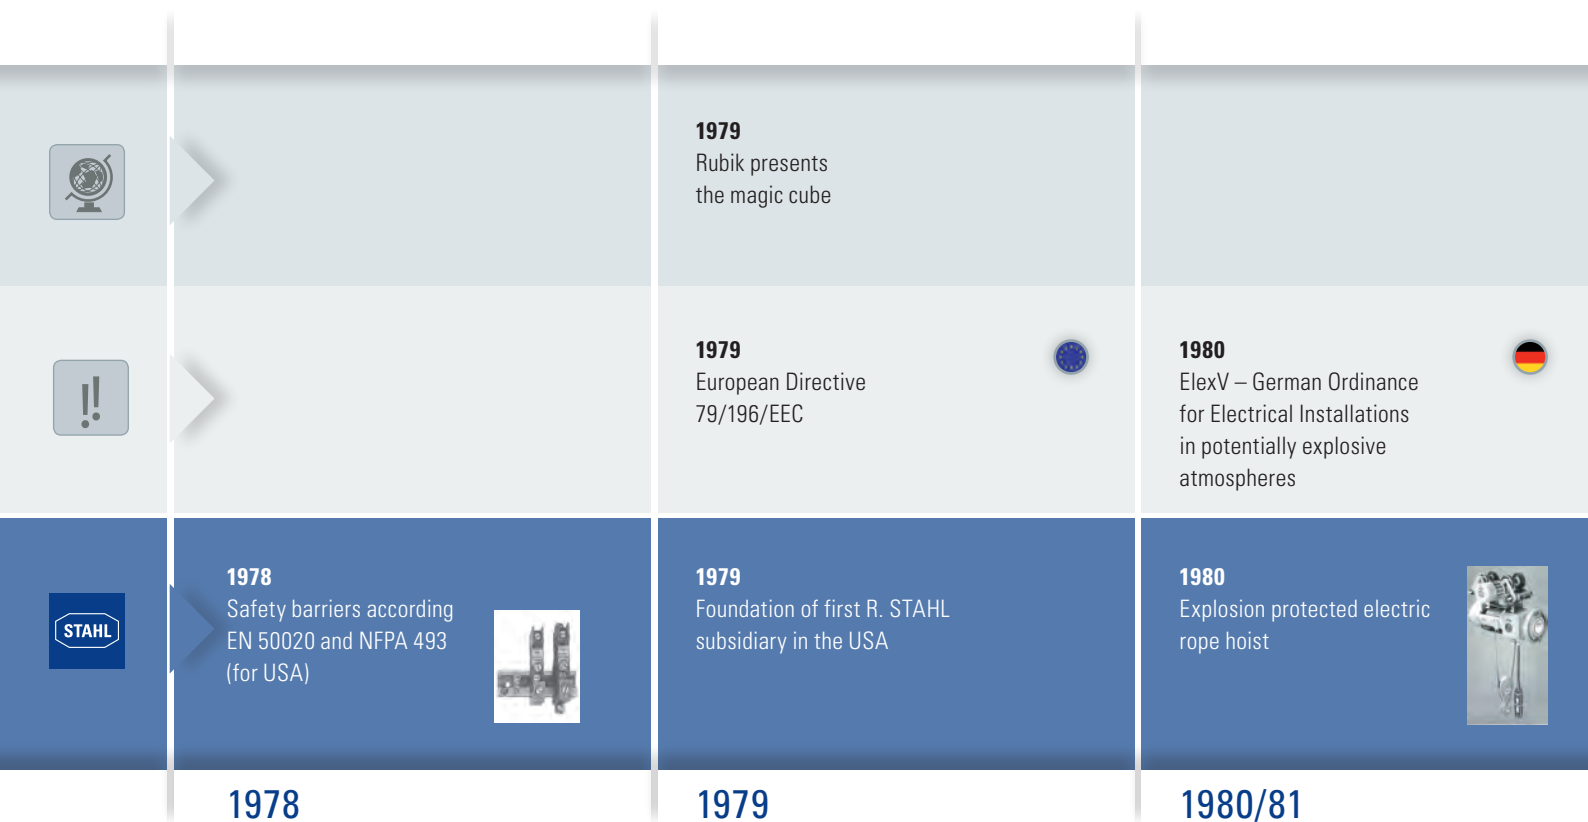 1979
Rubik presents
the magic cube
1979
European Directive
79/196/EEC
1980
ElexV – German Ordinance
for Electrical Installations
in potentially explosive
atmospheres
STAHL
1978
Safety barriers according
EN 50020 and NFPA 493
(for USA)
1979
Foundation of first R. STAHL
subsidiary in the USA
1980
Explosion protected electric
rope hoist
1978
1979
1980/81